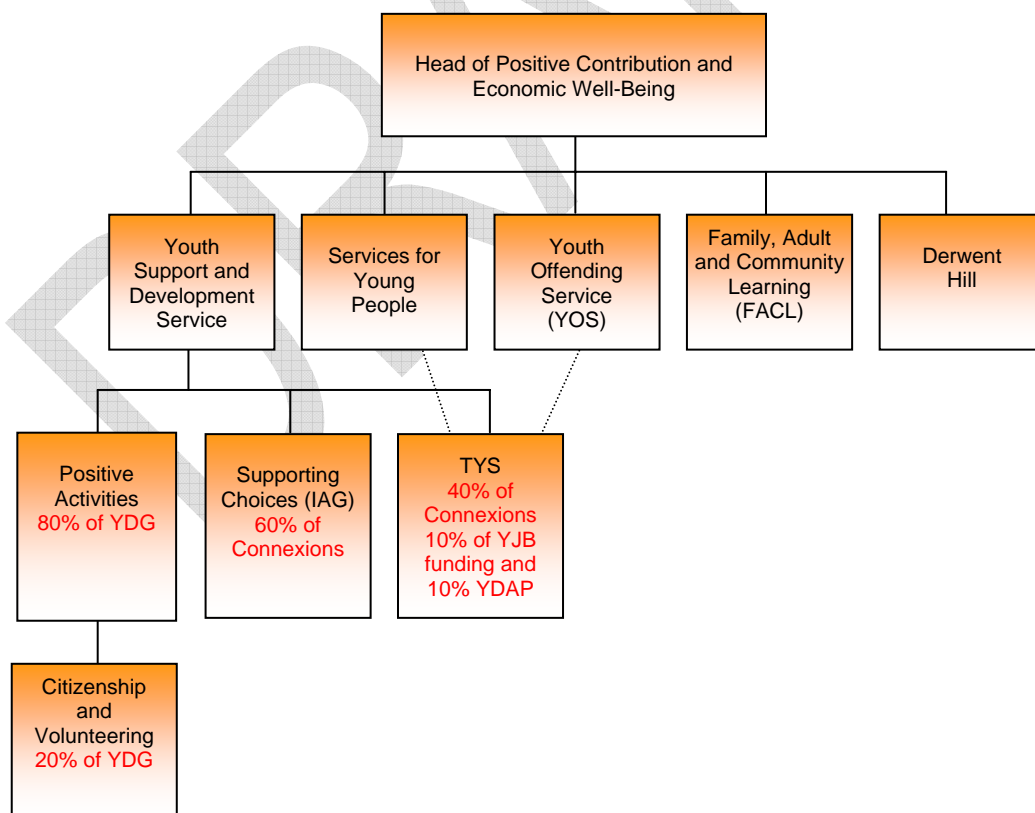 Head of Positive Contribution and
Economic Well-Being
Youth
Support and
Development
Service
Services for
Young
People
Youth
Offending
Service
(YOS)
Family, Adult
and Community
Learning
(FACL)
Derwent
Hill
Positive
Activities
80% of YDG
Supporting
Choices (IAG)
60% of
Connexions
TYS
40% of
Connexions
10% of YJB
funding and
10% YDAP
Citizenship
and
Volunteering
20% of YDG